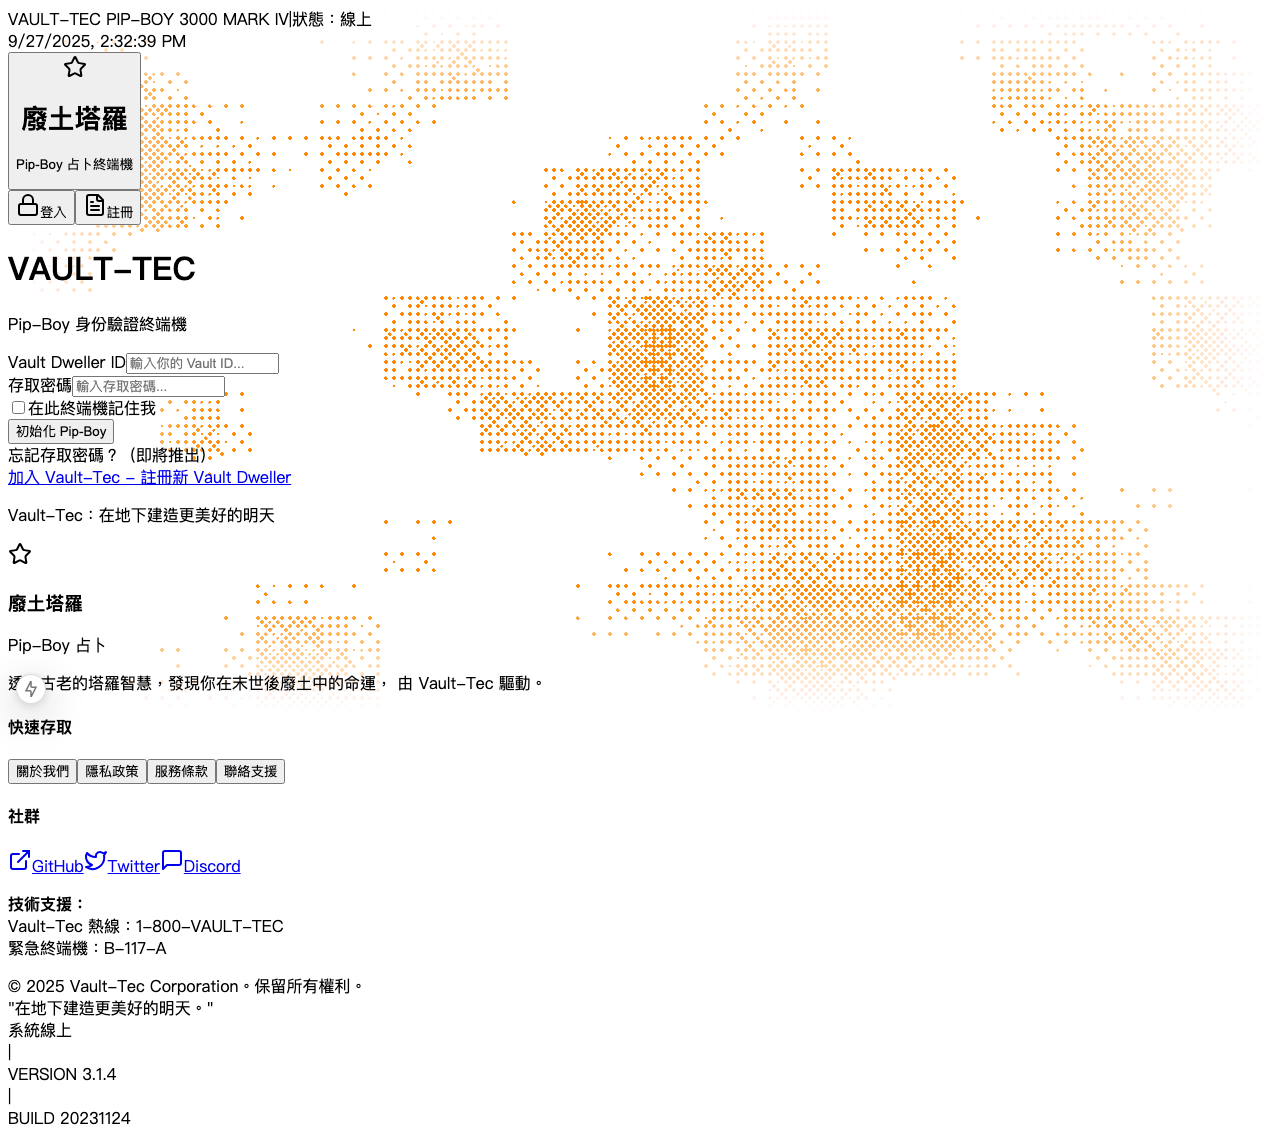 VAULT-TEC PIP-BOY 3000 MARK IV|狀態：線上
9/27/2025, 2:32:39 PM
廢土塔羅
Pip-Boy 占卜終端機
登入 註冊
VAULT-TEC
Pip-Boy 身份驗證終端機
Vault Dweller ID 輸入你的 Vault ID...
存取密碼 輸入存取密碼...
在此終端機記住我
初始化 Pip-Boy
忘記存取密碼？（即將推出）
加入 Vault-Tec - 註冊新 Vault Dweller
Vault-Tec：在地下建造更美好的明天
廢土塔羅
Pip-Boy 占卜
古老的塔羅智慧，發現你在末世後廢土中的命運， 由 Vault-Tec 驅動。
快速存取
關於我們 隱私政策 服務條款 聯絡支援
社群
GitHub Twitter Discord
技術支援：
Vault-Tec 熱線：1-800-VAULT-TEC
緊急終端機：B-117-A
© 2025 Vault-Tec Corporation。保留所有權利。
"在地下建造更美好的明天。"
系統線上
|
VERSION 3.1.4
|
BUILD 20231124